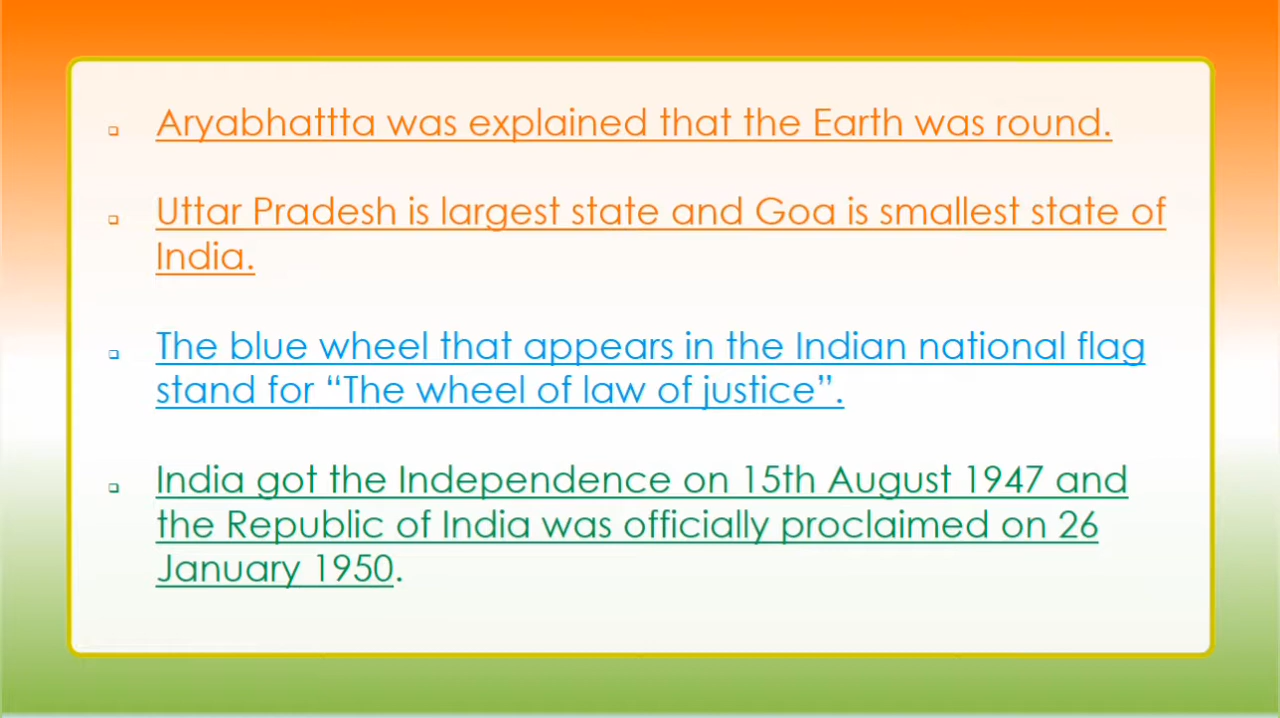 Aryabhattta was explained that the Earth was round.
Uttar Pradesh is largest state and Goa is smallest state of
India.
The blue wheel that appears in the Indian national flag
stand for “The wheel of law of justice”.
India got the Independence on 15th August 1947 and
the Republic of India was officially proclaimed on 26
January 1950.